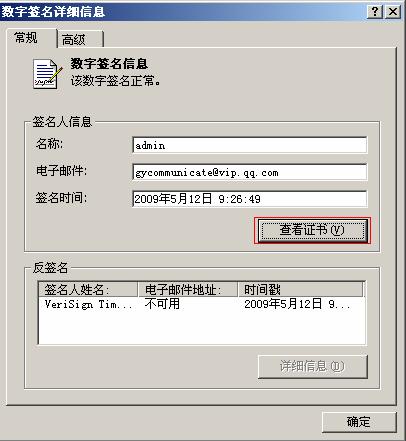 数字签名详细信息
常规 高级
数字签名信息
该数字签名正常。
签名人信息
名称: admin
电子邮件: gycommunicate@vip.qq.com
签名时间: 2009年5月12日 9:26:49
查看证书(V)
反签名
签名人姓名: 电子邮件地址: 时间戳
VeriSign Tim... 不可用 2009年5月12日 9...
详细信息(D)
确定